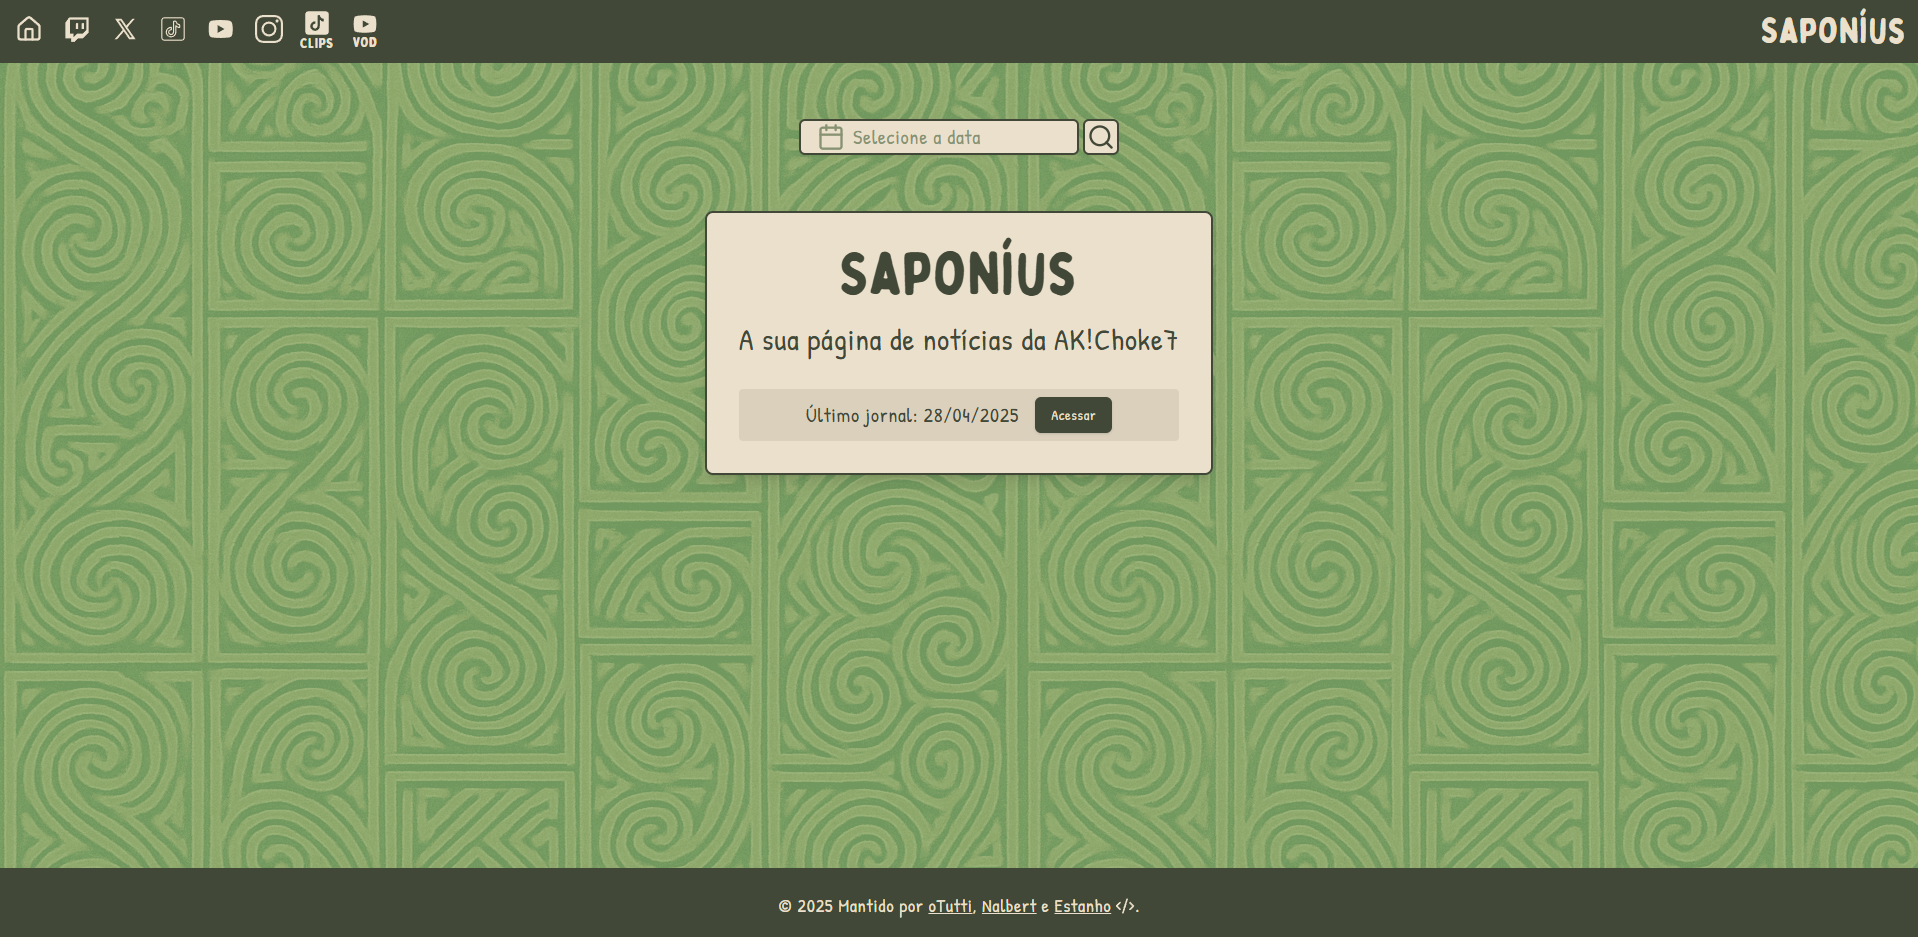 CLIPS
VOD
SAPONÍUS
Selecione a data
SAPONÍUS
A sua página de notícias da AK!Choke7
Último jornal: 28/04/2025
Acessar
© 2025 Mantido por oTutti, Nalbert e Estanho </>.